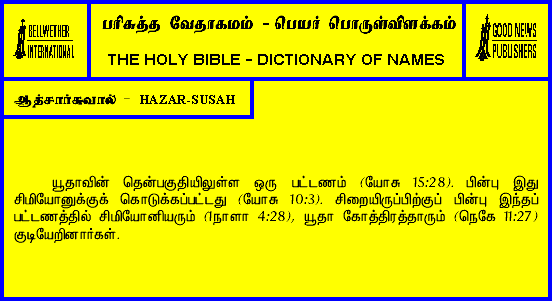 BELLWETHER
INTERNATIONAL
பரிசுத்த வேதாகமம் - பெயர் பொருள்விளக்கம்
THE HOLY BIBLE - DICTIONARY OF NAMES
GOOD NEWS
PUBLISHERS
ஆத்சார்சுவால் - HAZAR-SUSAH
யூதாவின் தென்பகுதியிலுள்ள ஒரு பட்டணம் (யோசு 15:28). பின்பு இது
சிமியோனுக்குக் கொடுக்கப்பட்டது (யோசு 10:3). சிறையிருப்பிற்குப் பின்பு இந்தப்
பட்டணத்தில் சிமியோனியரும் (1நாளா 4:28), யூதா கோத்திரத்தாரும் (நெகே 11:27)
குடியேறினார்கள்.